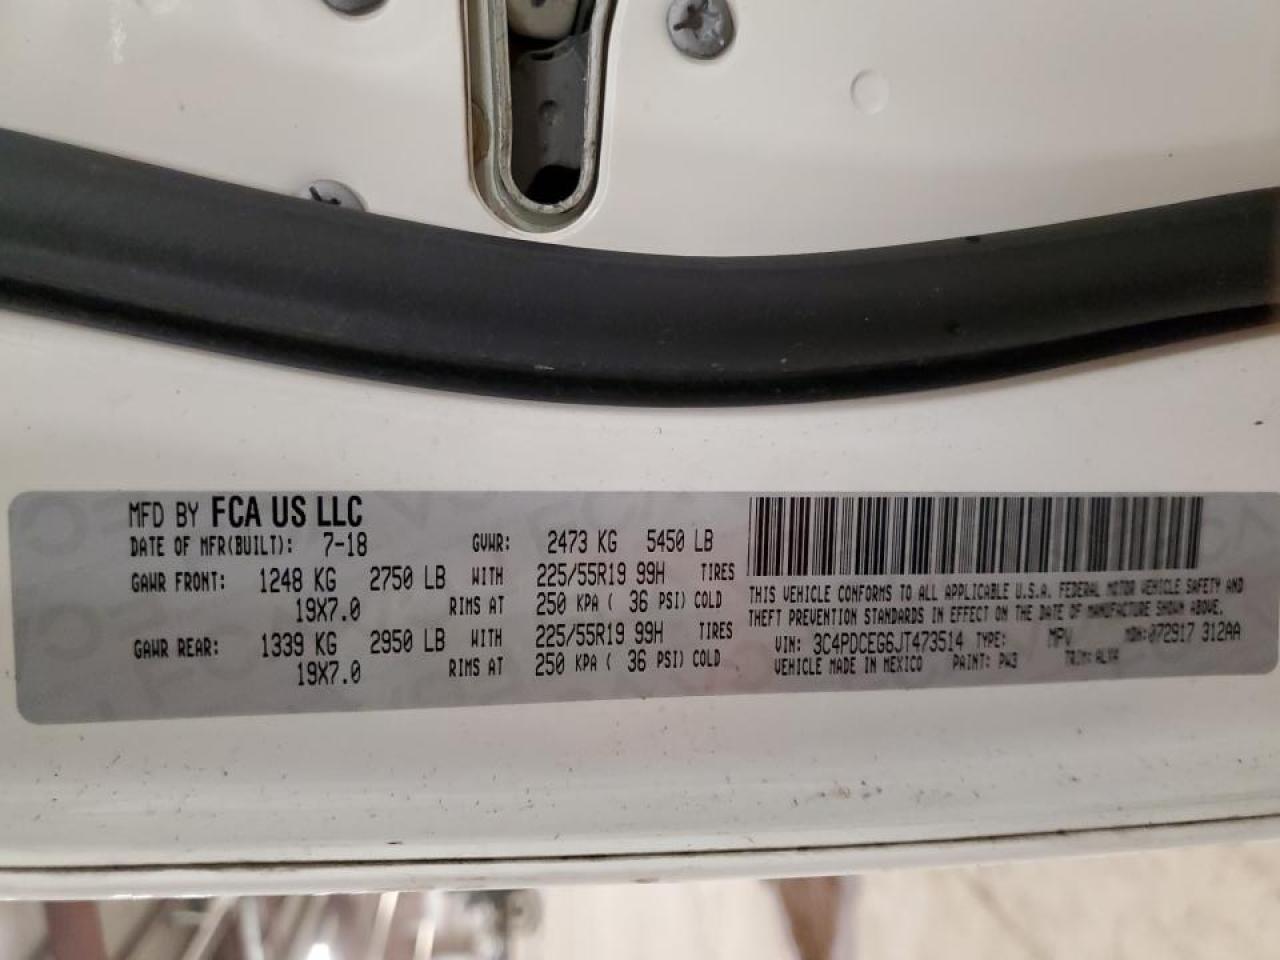 MFD BY FCA US LLC
DATE OF MFR(BUILT): 7-18 GVWR: 2473 KG 5450 LB
GAWR FRONT: 1248 KG 2750 LB WITH 225/55R19 99H TIRES
19X7.0 RIMS AT 250 KPA ( 36 PSI) COLD
GAWR REAR: 1339 KG 2950 LB WITH 225/55R19 99H TIRES
19X7.0 RIMS AT 250 KPA ( 36 PSI) COLD
THIS VEHICLE CONFORMS TO ALL APPLICABLE U.S.A. FEDERAL MOTOR VEHICLE SAFETY AND
THEFT PREVENTION STANDARDS IN EFFECT ON THE DATE OF MANUFACTURE SHOWN ABOVE.
VIN: 3C4PDCEG6JT473514 TYPE: MPV MDH:072917 312AA
VEHICLE MADE IN MEXICO PAINT: PW3 TRIM:ALXA